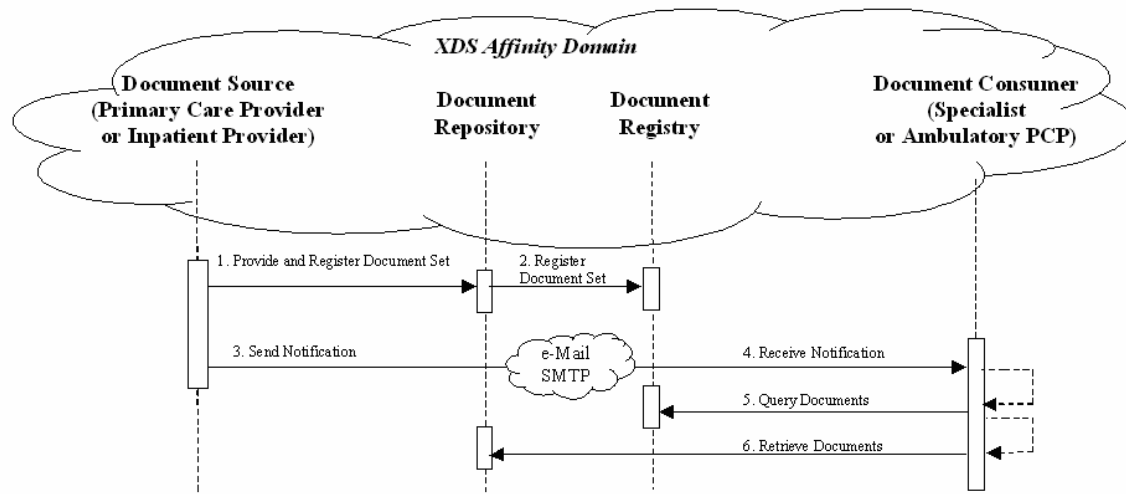 XDS Affinity Domain
Document Source
(Primary Care Provider
or Inpatient Provider)
Document
Repository
Document
Registry
Document Consumer
(Specialist
or Ambulatory PCP)
1. Provide and Register Document Set
2. Register
Document Set
3. Send Notification
e-Mail
SMTP
4. Receive Notification
5. Query Documents
6. Retrieve Documents